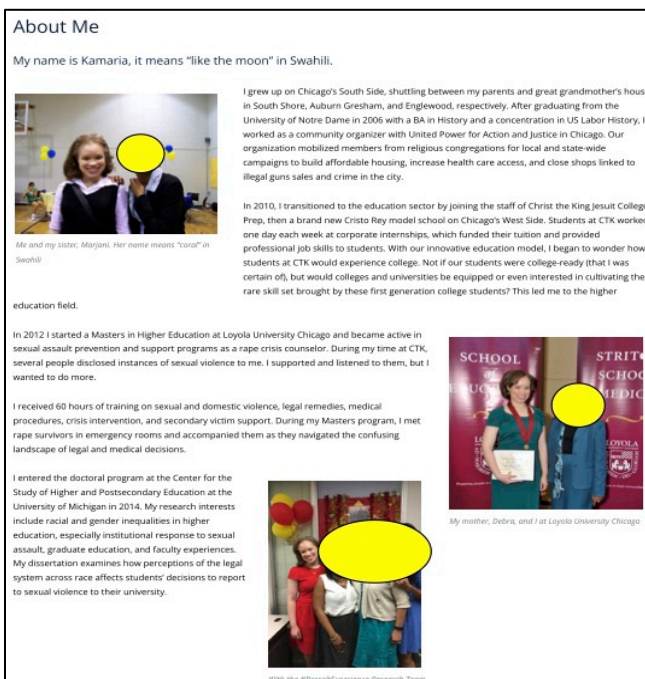 About Me
My name is Kamaria, it means “like the moon” in Swahili.
I grew up on Chicago’s South Side, shuttling between my parents and great grandmother’s hous
in South Shore, Auburn Gresham, and Englewood, respectively. After graduating from the
University of Notre Dame in 2006 with a BA in History and a concentration in US Labor History, I
worked as a community organizer with United Power for Action and Justice in Chicago. Our
organization mobilized members from religious congregations for local and state-wide
campaigns to build affordable housing, increase health care access, and close shops linked to
illegal guns sales and crime in the city.
Me and my sister, Marjani. Her name means “coral” in
Swahili
In 2010, I transitioned to the education sector by joining the staff of Christ the King Jesuit College
Prep, then a brand new Cristo Rey model school on Chicago’s West Side. Students at CTK worked
one day each week at corporate internships, which funded their tuition and provided
professional job skills to students. With our innovative education model, I began to wonder how
students at CTK would experience college. Not if our students were college-ready (that I was
certain of), but would colleges and universities be equipped or even interested in cultivating the
rare skill set brought by these first generation college students? This led me to the higher
education field.
In 2012 I started a Masters in Higher Education at Loyola University Chicago and became active in
sexual assault prevention and support programs as a rape crisis counselor. During my time at CTK,
several people disclosed instances of sexual violence to me. I supported and listened to them, but I
wanted to do more.
I received 60 hours of training on sexual and domestic violence, legal remedies, medical
procedures, crisis intervention, and secondary victim support. During my Masters program, I met
rape survivors in emergency rooms and accompanied them as they navigated the confusing
landscape of legal and medical decisions.
SCHOOL
of
STRITC
SCHOOL
MEDIC
LOYOLA
My mother, Debra, and I at Loyola University Chicago
I entered the doctoral program at the Center for the
Study of Higher and Postsecondary Education at the
University of Michigan in 2014. My research interests
include racial and gender inequalities in higher
education, especially institutional response to sexual
assault, graduate education, and faculty experiences.
My dissertation examines how perceptions of the legal
system across race affects students’ decisions to report
to sexual violence to their university.